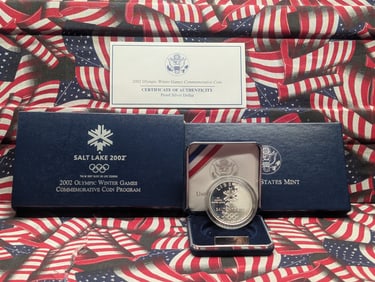 2002 Olympic Winter Games Commemorative Coin
CERTIFICATE OF AUTHENTICITY
Proof Silver Dollar
SALT LAKE 2002
2002 OLYMPIC WINTER GAMES
COMMEMORATIVE COIN PROGRAM
STATES MINT